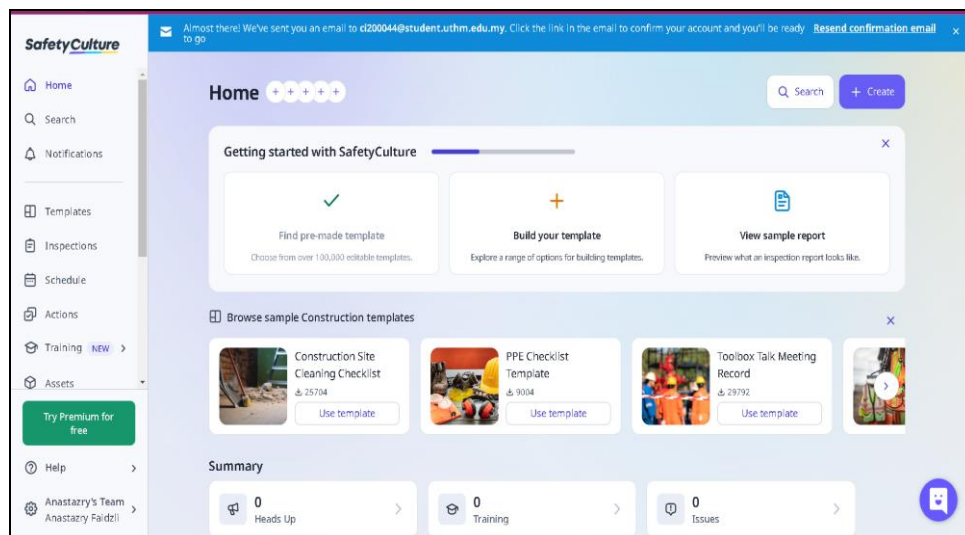 SafetyCulture
Home
Search
Notifications
Templates
Inspections
Schedule
Actions
Training NEW
Assets
Try Premium for
free
Help
Anastazry's Team
Anastazry Faidzli
Almost there! We've sent you an email to ci200044@student.uthm.edu.my. Click the link in the email to confirm your account and you'll be ready Resend confirmation email
to go
Home
Search
+ Create
Getting started with SafetyCulture
Find pre-made template
Choose from over 100,000 editable templates.
Build your template
Explore a range of options for building templates.
View sample report
Preview what an inspection report looks like.
Browse sample Construction templates
Construction Site
Cleaning Checklist
25704
Use template
PPE Checklist
Template
9004
Use template
Toolbox Talk Meeting
Record
29792
Use template
Summary
0
Heads Up
0
Training
0
Issues